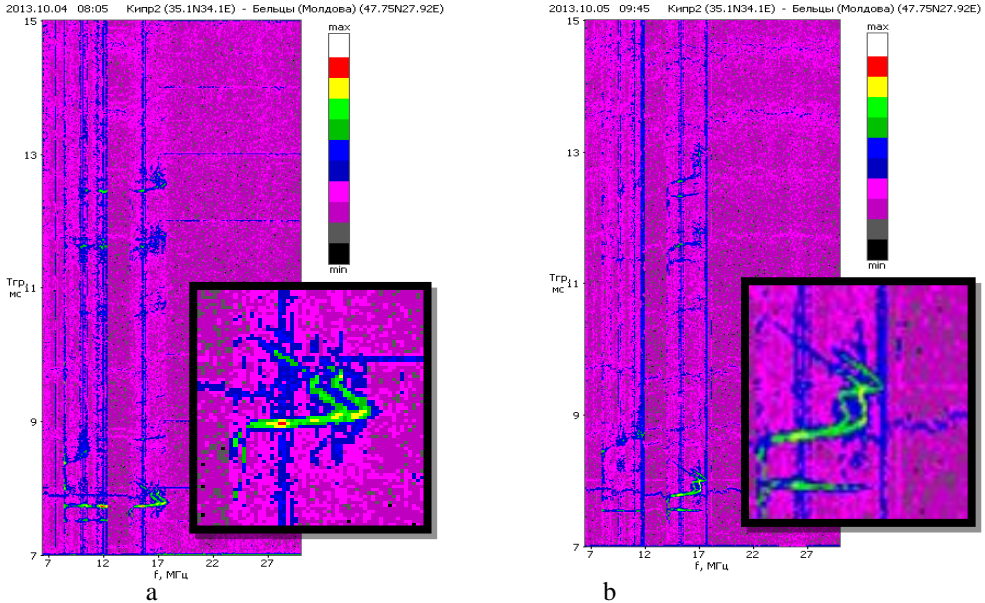 2013.10.04 08:05 Кипр2 (35.1N34.1E) - Бельцы (Молдова) (47.75N27.92E)
15
13
11
9
7
Тгр,
мс
7 12 17 22 27
f, МГц
max
min
a
2013.10.05 09:45 Кипр2 (35.1N34.1E) - Бельцы (Молдова) (47.75N27.92E)
15
13
11
9
7
Тгр,
мс
7 12 17 22 27
f, МГц
max
min
b